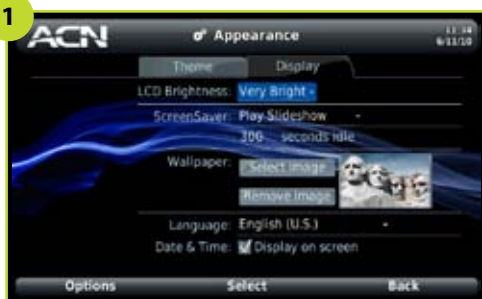 1
ACN
Appearance
11:34
6/11/10
Theme Display
LCD Brightness: Very Bright
ScreenSaver: Play Slideshow
300 seconds idle
Wallpaper: Select Image
Remove Image
Language: English (U.S.)
Date & Time: Display on screen
Options Select Back